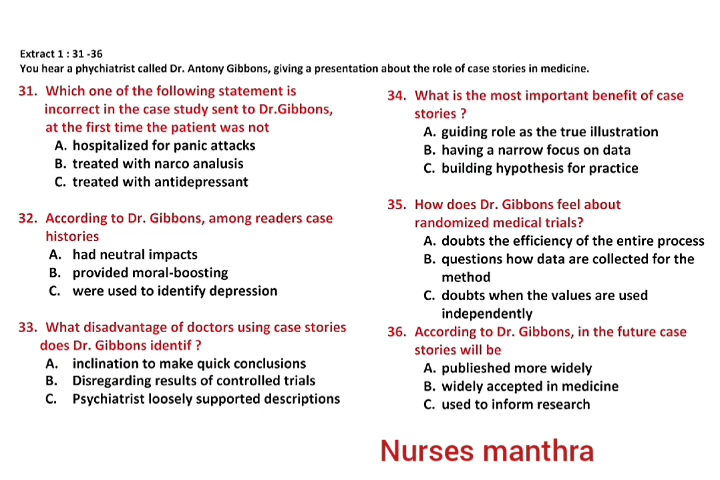 Extract 1 : 31 -36
You hear a phychiatrist called Dr. Antony Gibbons, giving a presentation about the role of case stories in medicine.
31. Which one of the following statement is
incorrect in the case study sent to Dr.Gibbons,
at the first time the patient was not
A. hospitalized for panic attacks
B. treated with narco analusis
C. treated with antidepressant
32. According to Dr. Gibbons, among readers case
histories
A. had neutral impacts
B. provided moral-boosting
C. were used to identify depression
33. What disadvantage of doctors using case stories
does Dr. Gibbons identif ?
A. inclination to make quick conclusions
B. Disregarding results of controlled trials
C. Psychiatrist loosely supported descriptions
34. What is the most important benefit of case
stories ?
A. guiding role as the true illustration
B. having a narrow focus on data
C. building hypothesis for practice
35. How does Dr. Gibbons feel about
randomized medical trials?
A. doubts the efficiency of the entire process
B. questions how data are collected for the
method
C. doubts when the values are used
independently
36. According to Dr. Gibbons, in the future case
stories will be
A. publieshed more widely
B. widely accepted in medicine
C. used to inform research
Nurses manthra